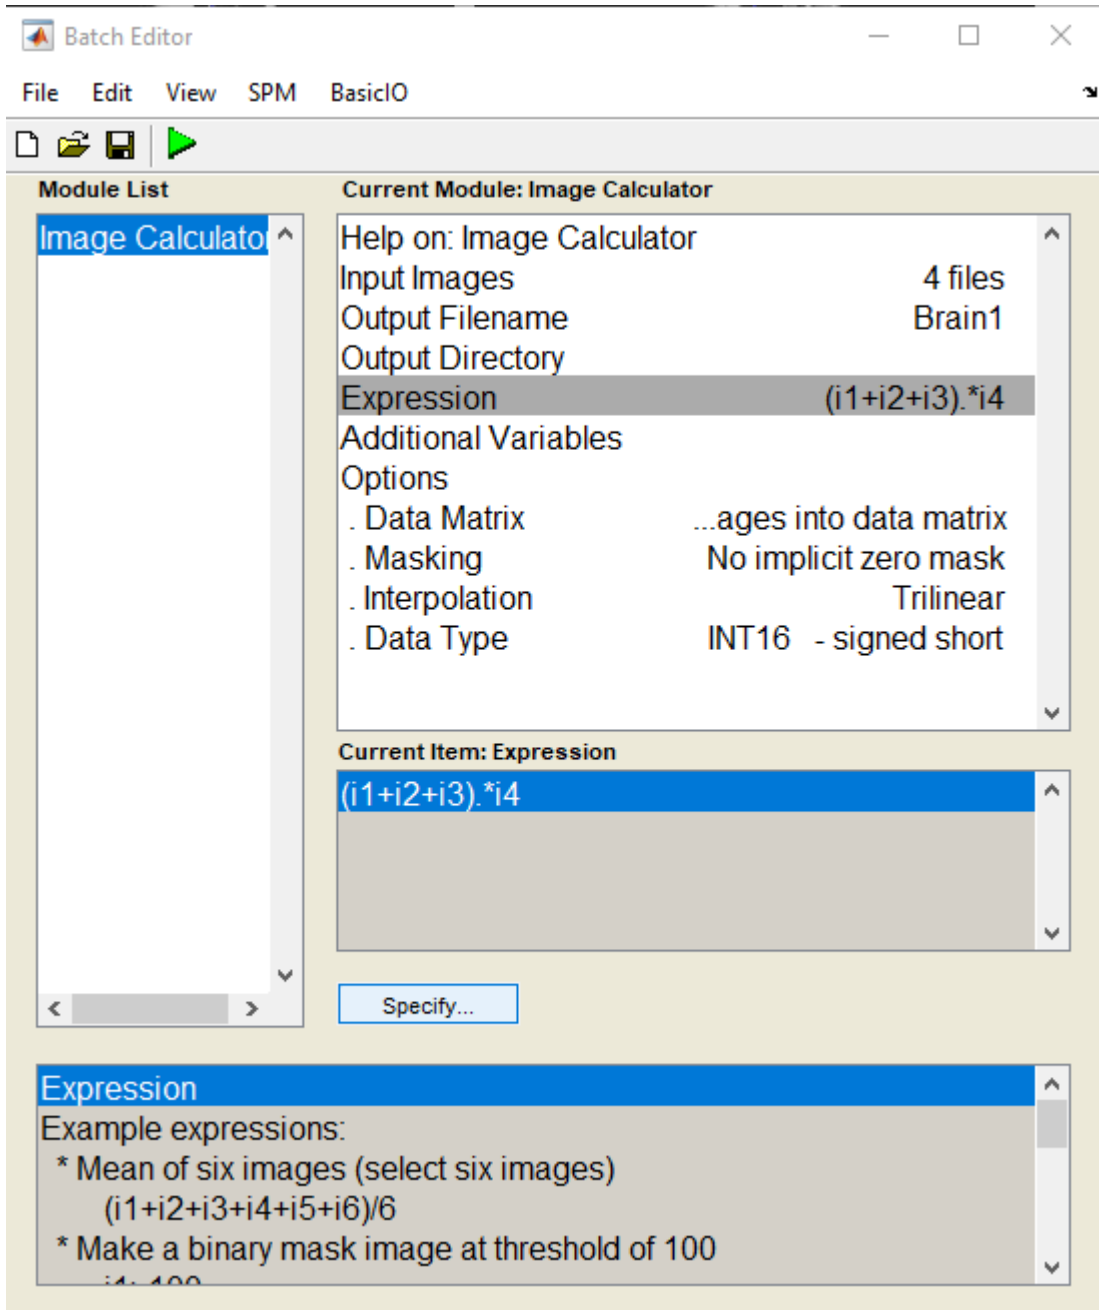 Batch Editor
File Edit View SPM BasicIO
Module List
Current Module: Image Calculator
Image Calculator
Help on: Image Calculator
Input Images 4 files
Output Filename Brain1
Output Directory
Expression (i1+i2+i3).*i4
Additional Variables
Options
. Data Matrix ...ages into data matrix
. Masking No implicit zero mask
. Interpolation Trilinear
. Data Type INT16 - signed short
Current Item: Expression
(i1+i2+i3).*i4
Specify...
Expression
Example expressions:
* Mean of six images (select six images)
(i1+i2+i3+i4+i5+i6)/6
* Make a binary mask image at threshold of 100